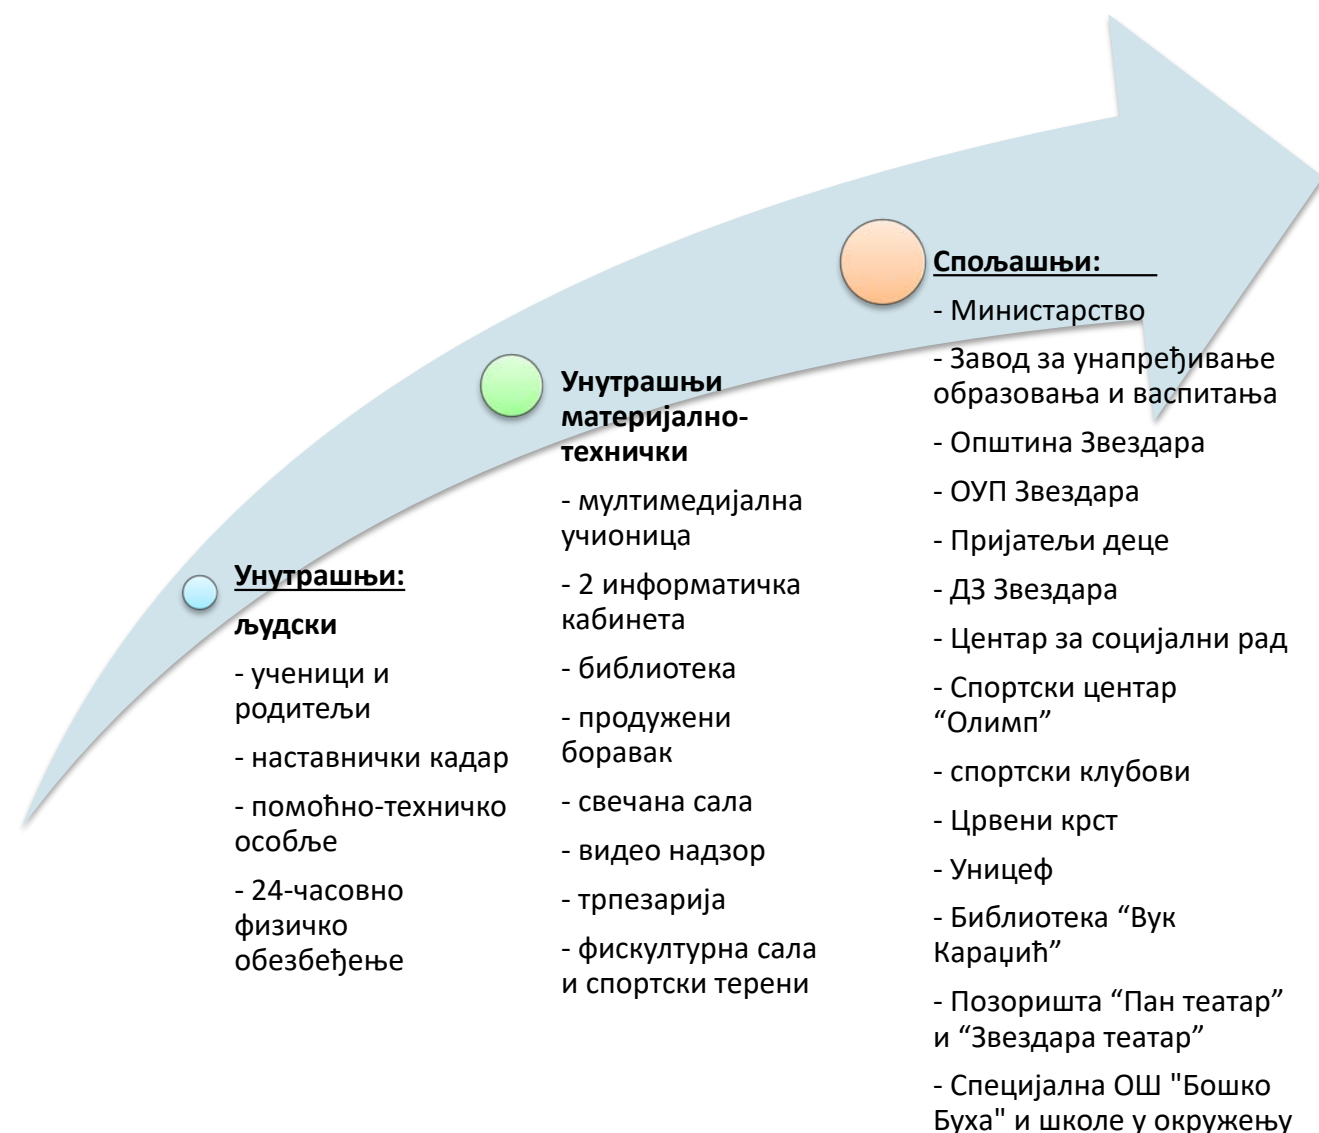 Унутрашњи:
људски
- ученици и
родитељи
- наставнички кадар
- помоћно-техничко
особље
- 24-часовно
физичко
обезбеђење
Унутрашњи
материјално-
технички
- мултимедијална
учионица
- 2 информатичка
кабинета
- библиотека
- продужени
боравак
- свечана сала
- видео надзор
- трпезарија
- фискултурна сала
и спортски терени
Спољашњи:
- Министарство
- Завод за унапређивање
образовања и васпитања
- Општина Звездара
- ОУП Звездара
- Пријатељи деце
- ДЗ Звездара
- Центар за социјални рад
- Спортски центар
“Олимп”
- спортски клубови
- Црвени крст
- Уницеф
- Библиотека “Вук
Караџић”
- Позоришта “Пан театар”
и “Звездара театар”
- Специјална ОШ "Бошко
Буха" и школе у окружењу